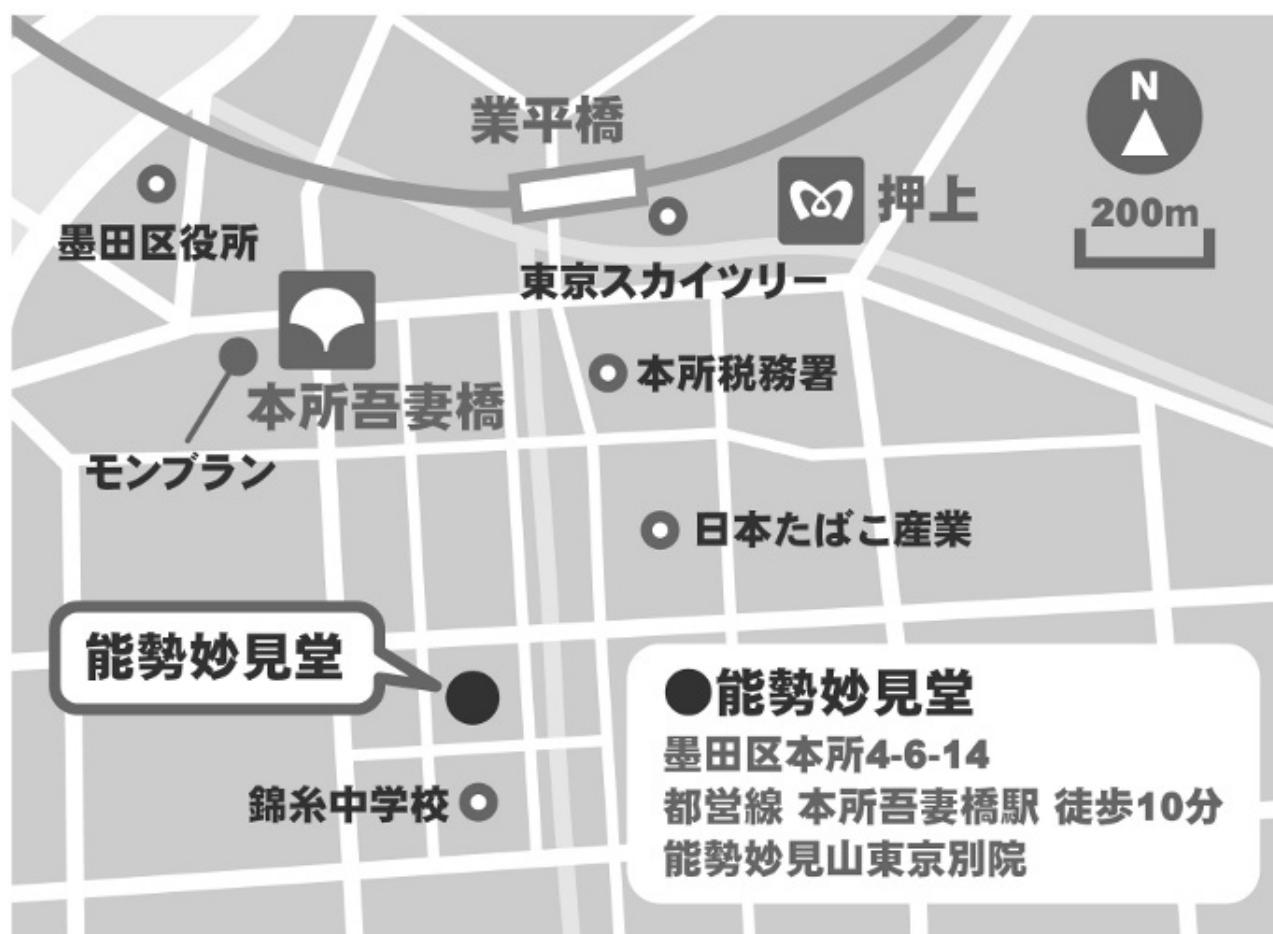 業平橋
N
押上
200m
墨田区役所
東京スカイツリー
本所税務署
本所吾妻橋
モンブラン
日本たばこ産業
能勢妙見堂
●能勢妙見堂
墨田区本所4-6-14
都営線 本所吾妻橋駅 徒歩10分
能勢妙見山東京別院
錦糸中学校